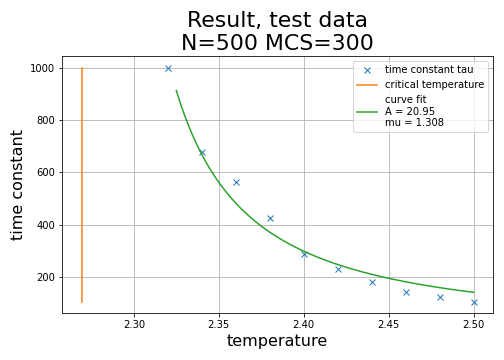 Result, test data
N=500 MCS=300
time constant
1000
800
600
400
200
time constant tau
critical temperature
curve fit
A = 20.95
mu = 1.308
2.30
2.35
2.40
2.45
2.50
temperature